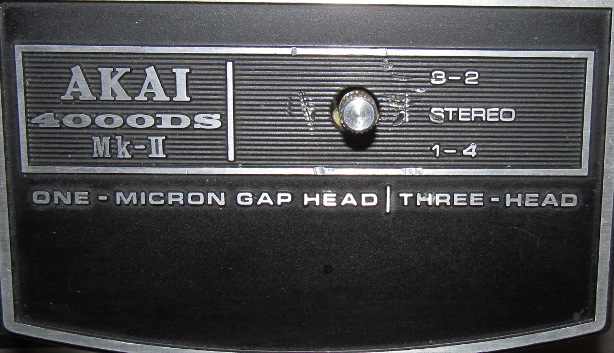 AKAI
4000DS
Mk-II
3-2
STEREO
1-4
ONE-MICRON GAP HEAD | THREE-HEAD